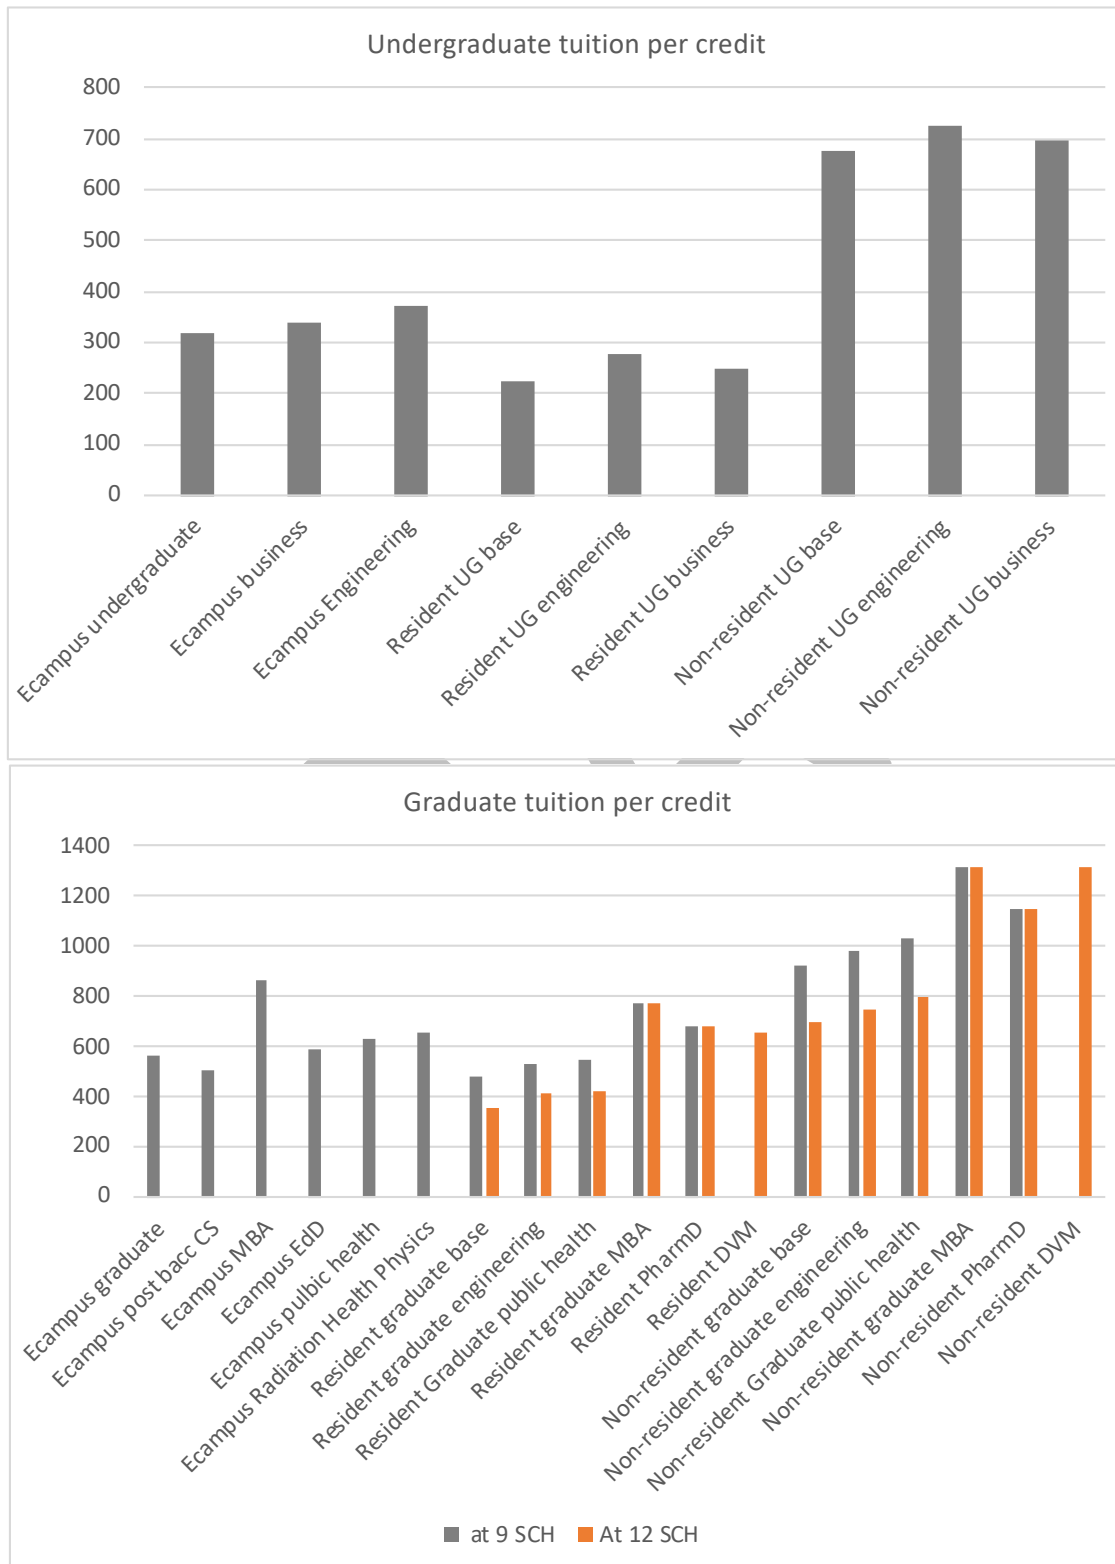 Undergraduate tuition per credit
800
700
600
500
400
300
200
100
0
Ecampus undergraduate
Ecampus business
Ecampus Engineering
Resident UG base
Resident UG engineering
Resident UG business
Non-resident UG base
Non-resident UG engineering
Non-resident UG business
Graduate tuition per credit
1400
1200
1000
800
600
400
200
0
Ecampus graduate
Ecampus post bacc CS
Ecampus MBA
Ecampus EdD
Ecampus pulbic health
Ecampus Radiation Health Physics
Resident graduate base
Resident graduate engineering
Resident Graduate public health
Resident graduate MBA
Resident PharmD
Resident DVM
Non-resident graduate base
Non-resident graduate engineering
Non-resident Graduate public health
Non-resident graduate MBA
Non-resident PharmD
Non-resident DVM
at 9 SCH
At 12 SCH